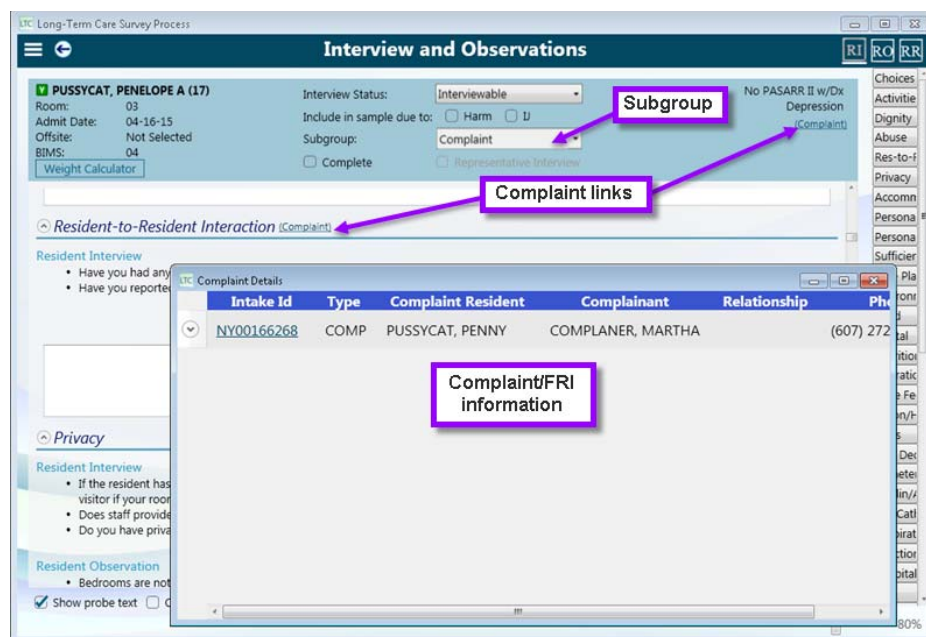 LTC Long-Term Care Survey Process
Interview and Observations
RI RO RR
PUSSYCAT, PENELOPE A (17)
Room: 03
Admit Date: 04-16-15
Offsite: Not Selected
BIMS: 04
Weight Calculator
Interview Status: Interviewable
Include in sample due to: Harm IJ
Subgroup: Complaint
Complete Representative Interview
No PASARR II w/Dx
Depression
(Complaint)
Subgroup
Complaint links
Resident-to-Resident Interaction (Complaint)
Resident Interview
• Have you had any
• Have you reporte
LTC Complaint Details
Intake Id Type Complaint Resident Complainant Relationship Pho
NY00166268 COMP PUSSYCAT, PENNY COMPLANER, MARTHA (607) 272
Complaint/FRI
information
Privacy
Resident Interview
• If the resident has
visitor if your roor
• Does staff provide
• Do you have priva
Resident Observation
• Bedrooms are not
Show probe text
80%
Choices
Activitie
Dignity
Abuse
Res-to-F
Privacy
Accomn
Persona
Persona
Sufficier
Pla